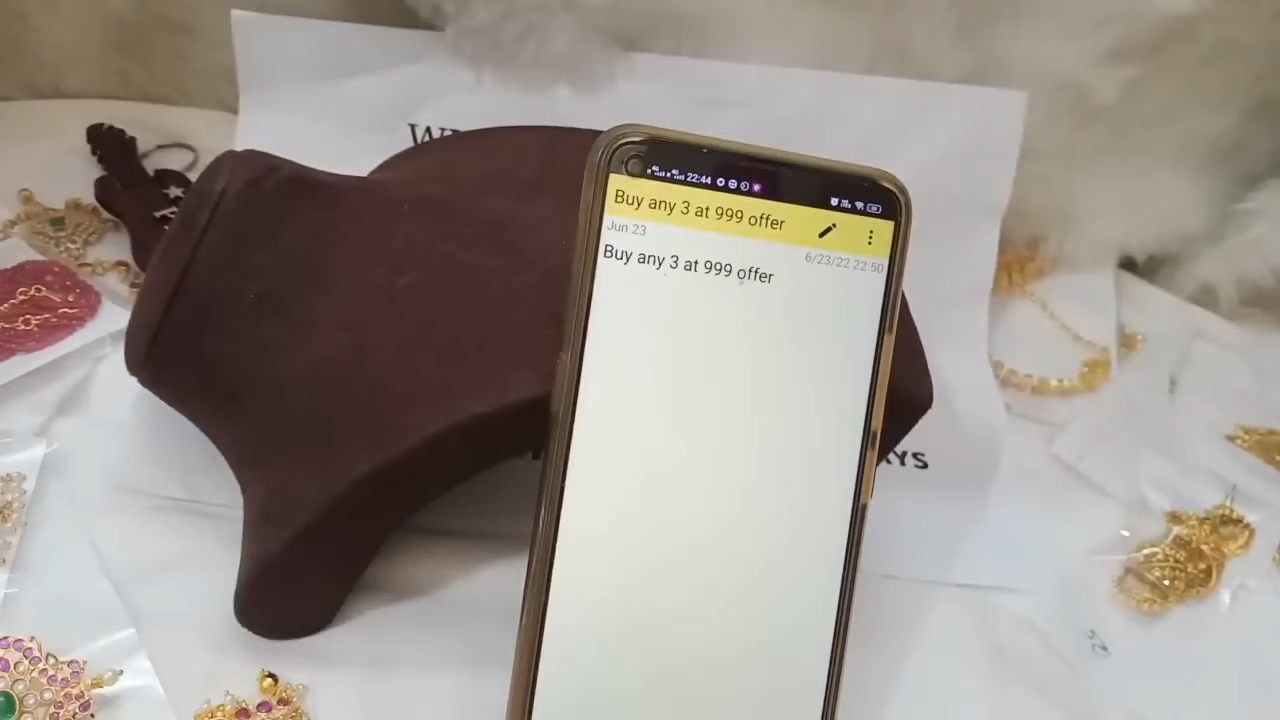 22:44
Buy any 3 at 999 offer
Jun 23
6/23/22 22:50
Buy any 3 at 999 offer